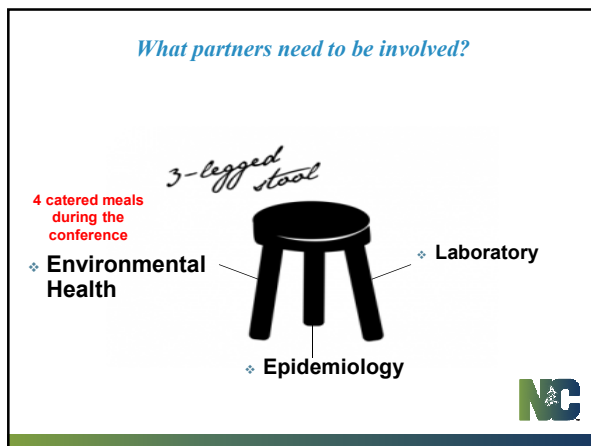 What partners need to be involved?
3-legged
stool
4 catered meals
during the
conference
❖ Environmental
Health
❖ Laboratory
❖ Epidemiology
NC